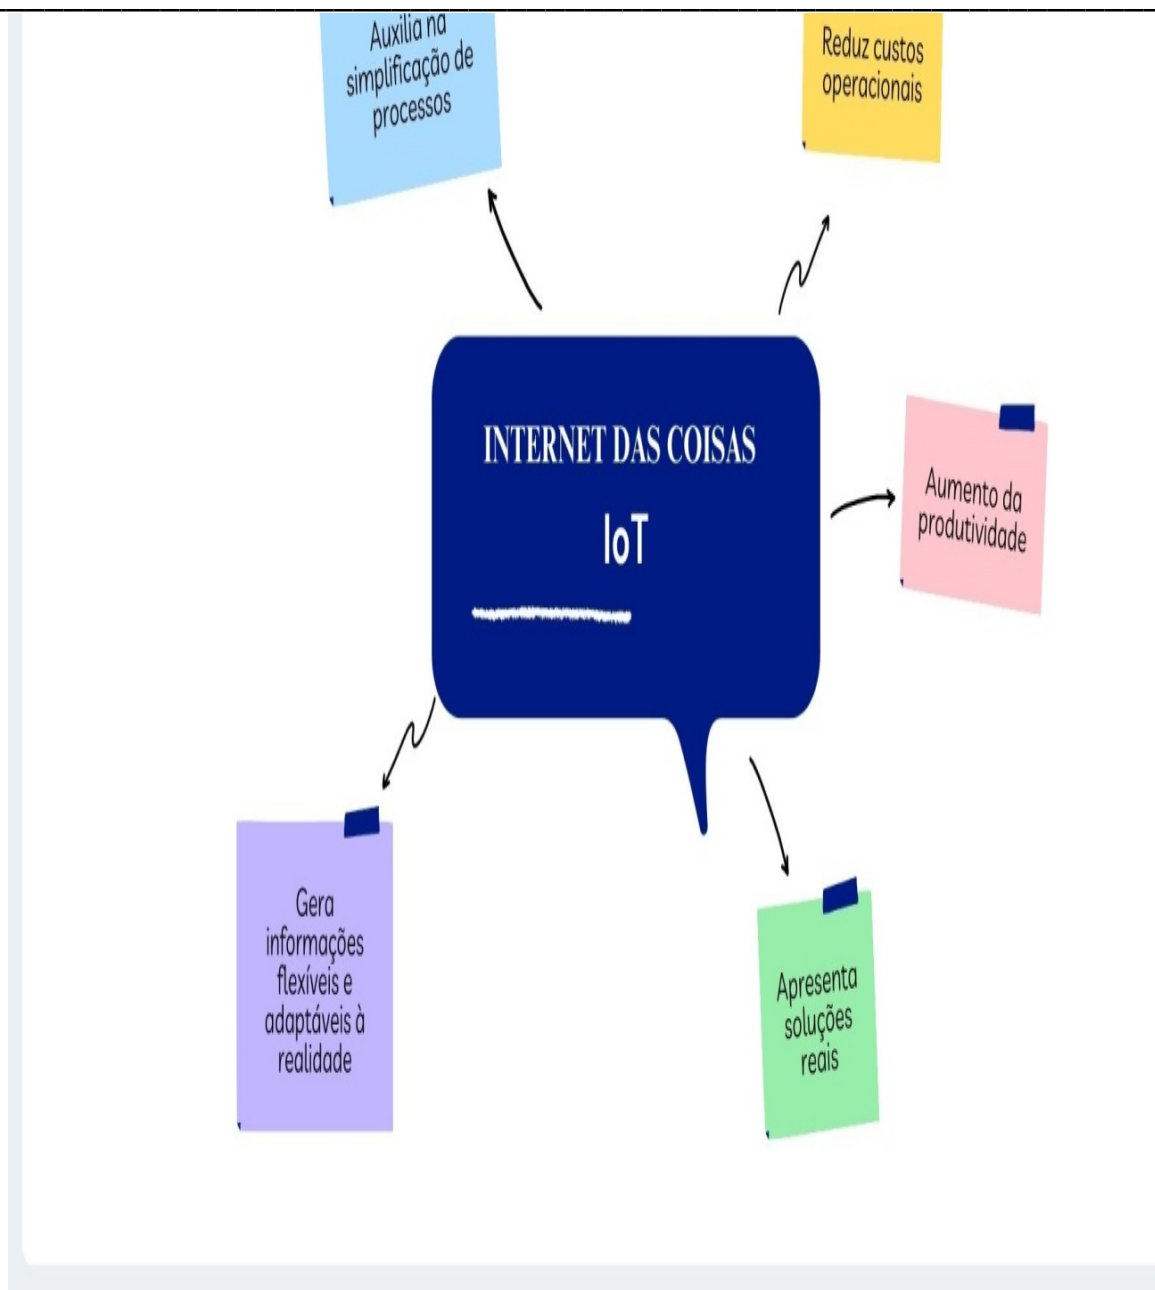 Auxilia na
simplificação de
processos
Reduz custos
operacionais
INTERNET DAS COISAS
IoT
Aumento da
produtividade
Gera
informações
flexíveis e
adaptáveis à
realidade
Apresenta
soluções
reais